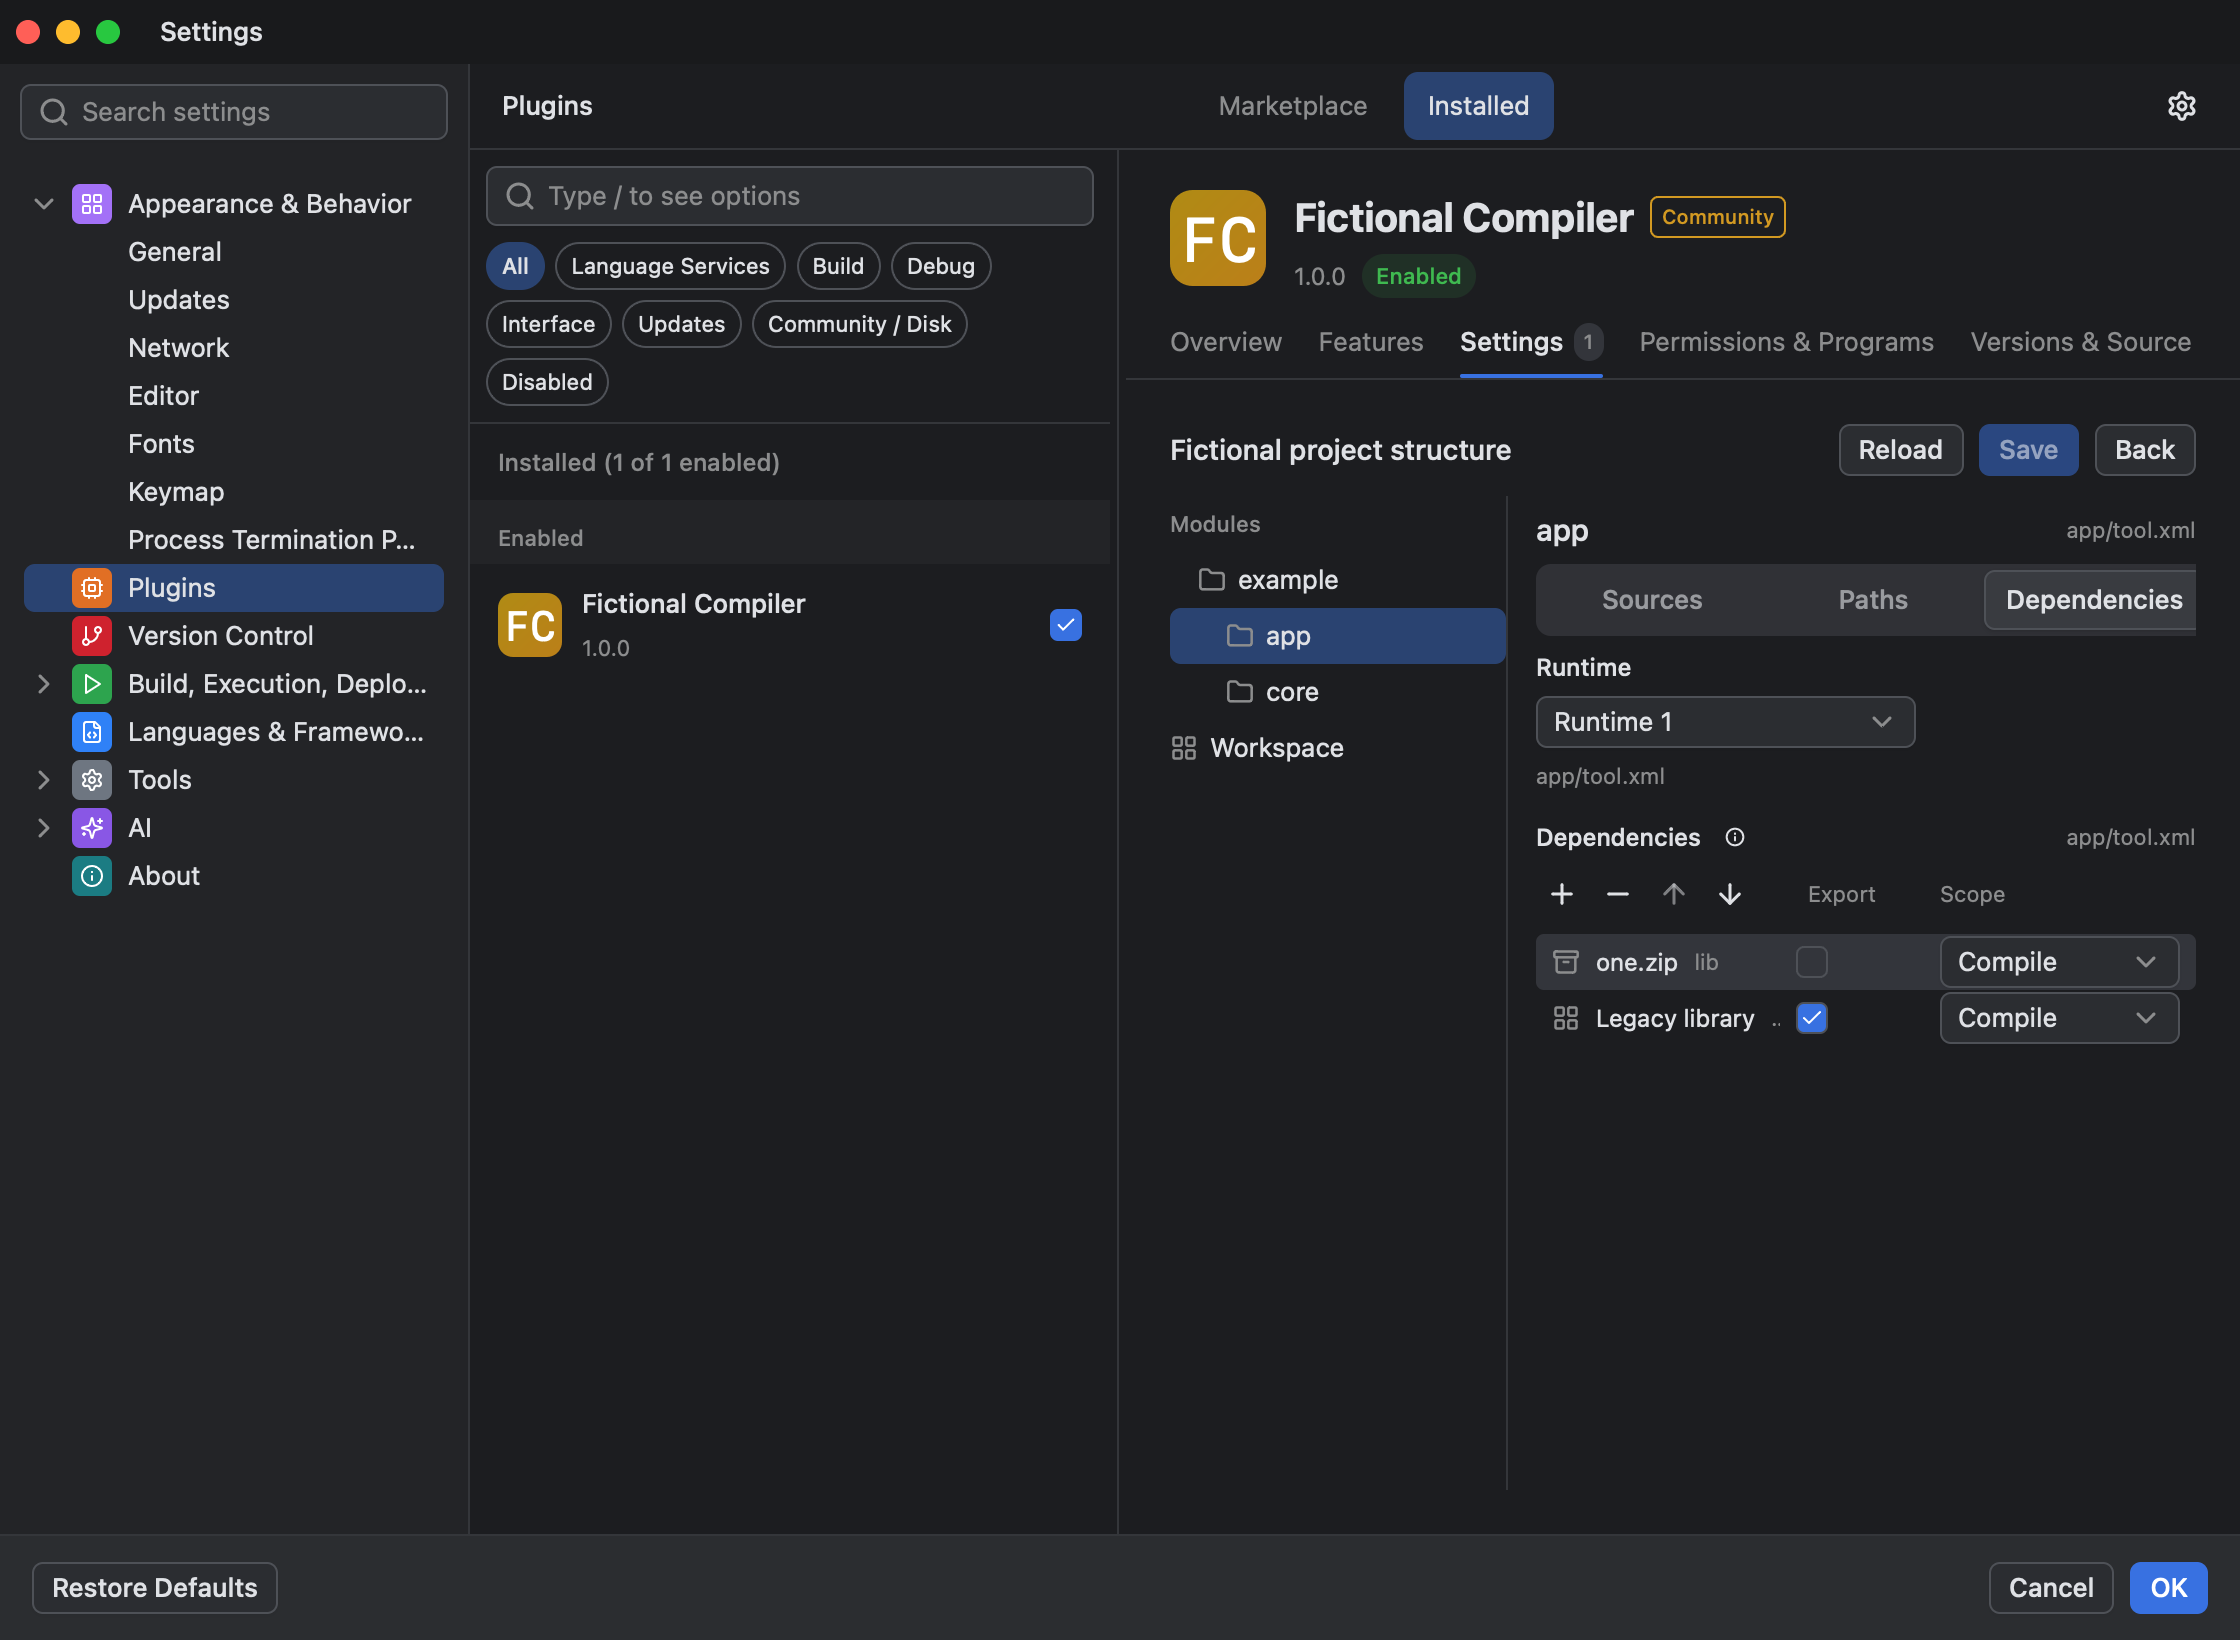 Settings
Search settings
Appearance & Behavior
General
Updates
Network
Editor
Fonts
Keymap
Process Termination P...
Plugins
Version Control
Build, Execution, Deplo...
Languages & Framewo...
Tools
AI
About
Plugins
Marketplace
Installed
Type / to see options
All
Language Services
Build
Debug
Interface
Updates
Community / Disk
Disabled
Installed (1 of 1 enabled)
Enabled
FC
Fictional Compiler
1.0.0
FC
Fictional Compiler
Community
1.0.0
Enabled
Overview
Features
Settings 1
Permissions & Programs
Versions & Source
Fictional project structure
Reload
Save
Back
Modules
example
app
core
Workspace
app
app/tool.xml
Sources
Paths
Dependencies
Runtime
Runtime 1
app/tool.xml
Dependencies
app/tool.xml
Export
Scope
one.zip lib
Compile
Legacy library ..
Compile
Restore Defaults
Cancel
OK